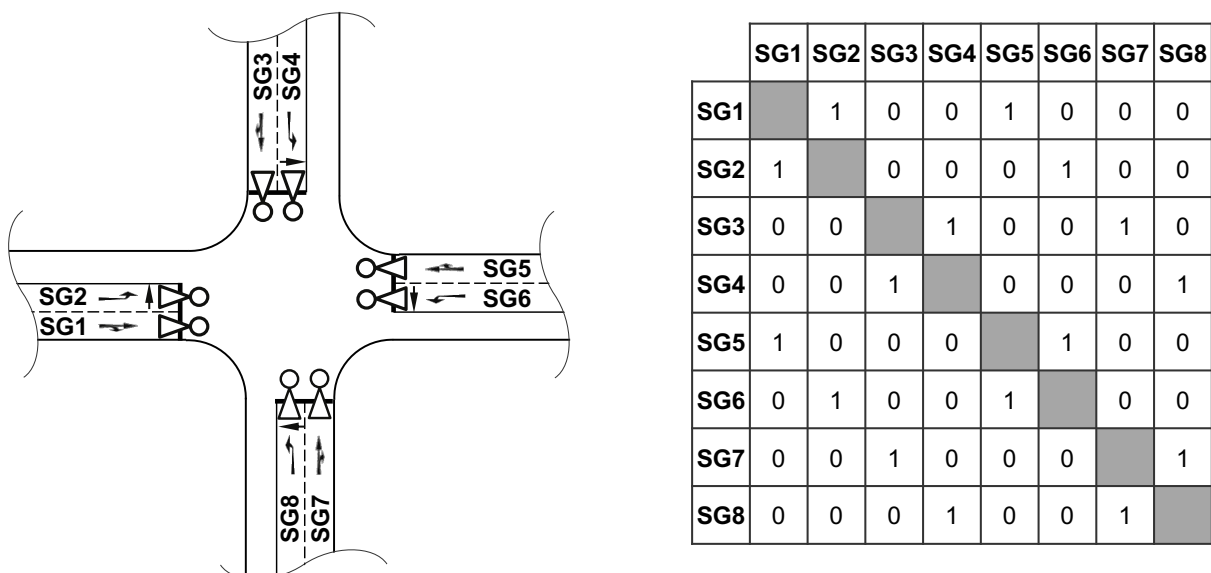 SG3
SG4
SG5
SG6
SG2
SG1
SG8
SG7
SG1 SG2 SG3 SG4 SG5 SG6 SG7 SG8
SG1 1 0 0 1 0 0 0
SG2 1 0 0 0 1 0 0
SG3 0 0 1 0 0 1 0
SG4 0 0 1 0 0 0 1
SG5 1 0 0 0 1 0 0
SG6 0 1 0 0 1 0 0
SG7 0 0 1 0 0 0 1
SG8 0 0 0 1 0 0 1